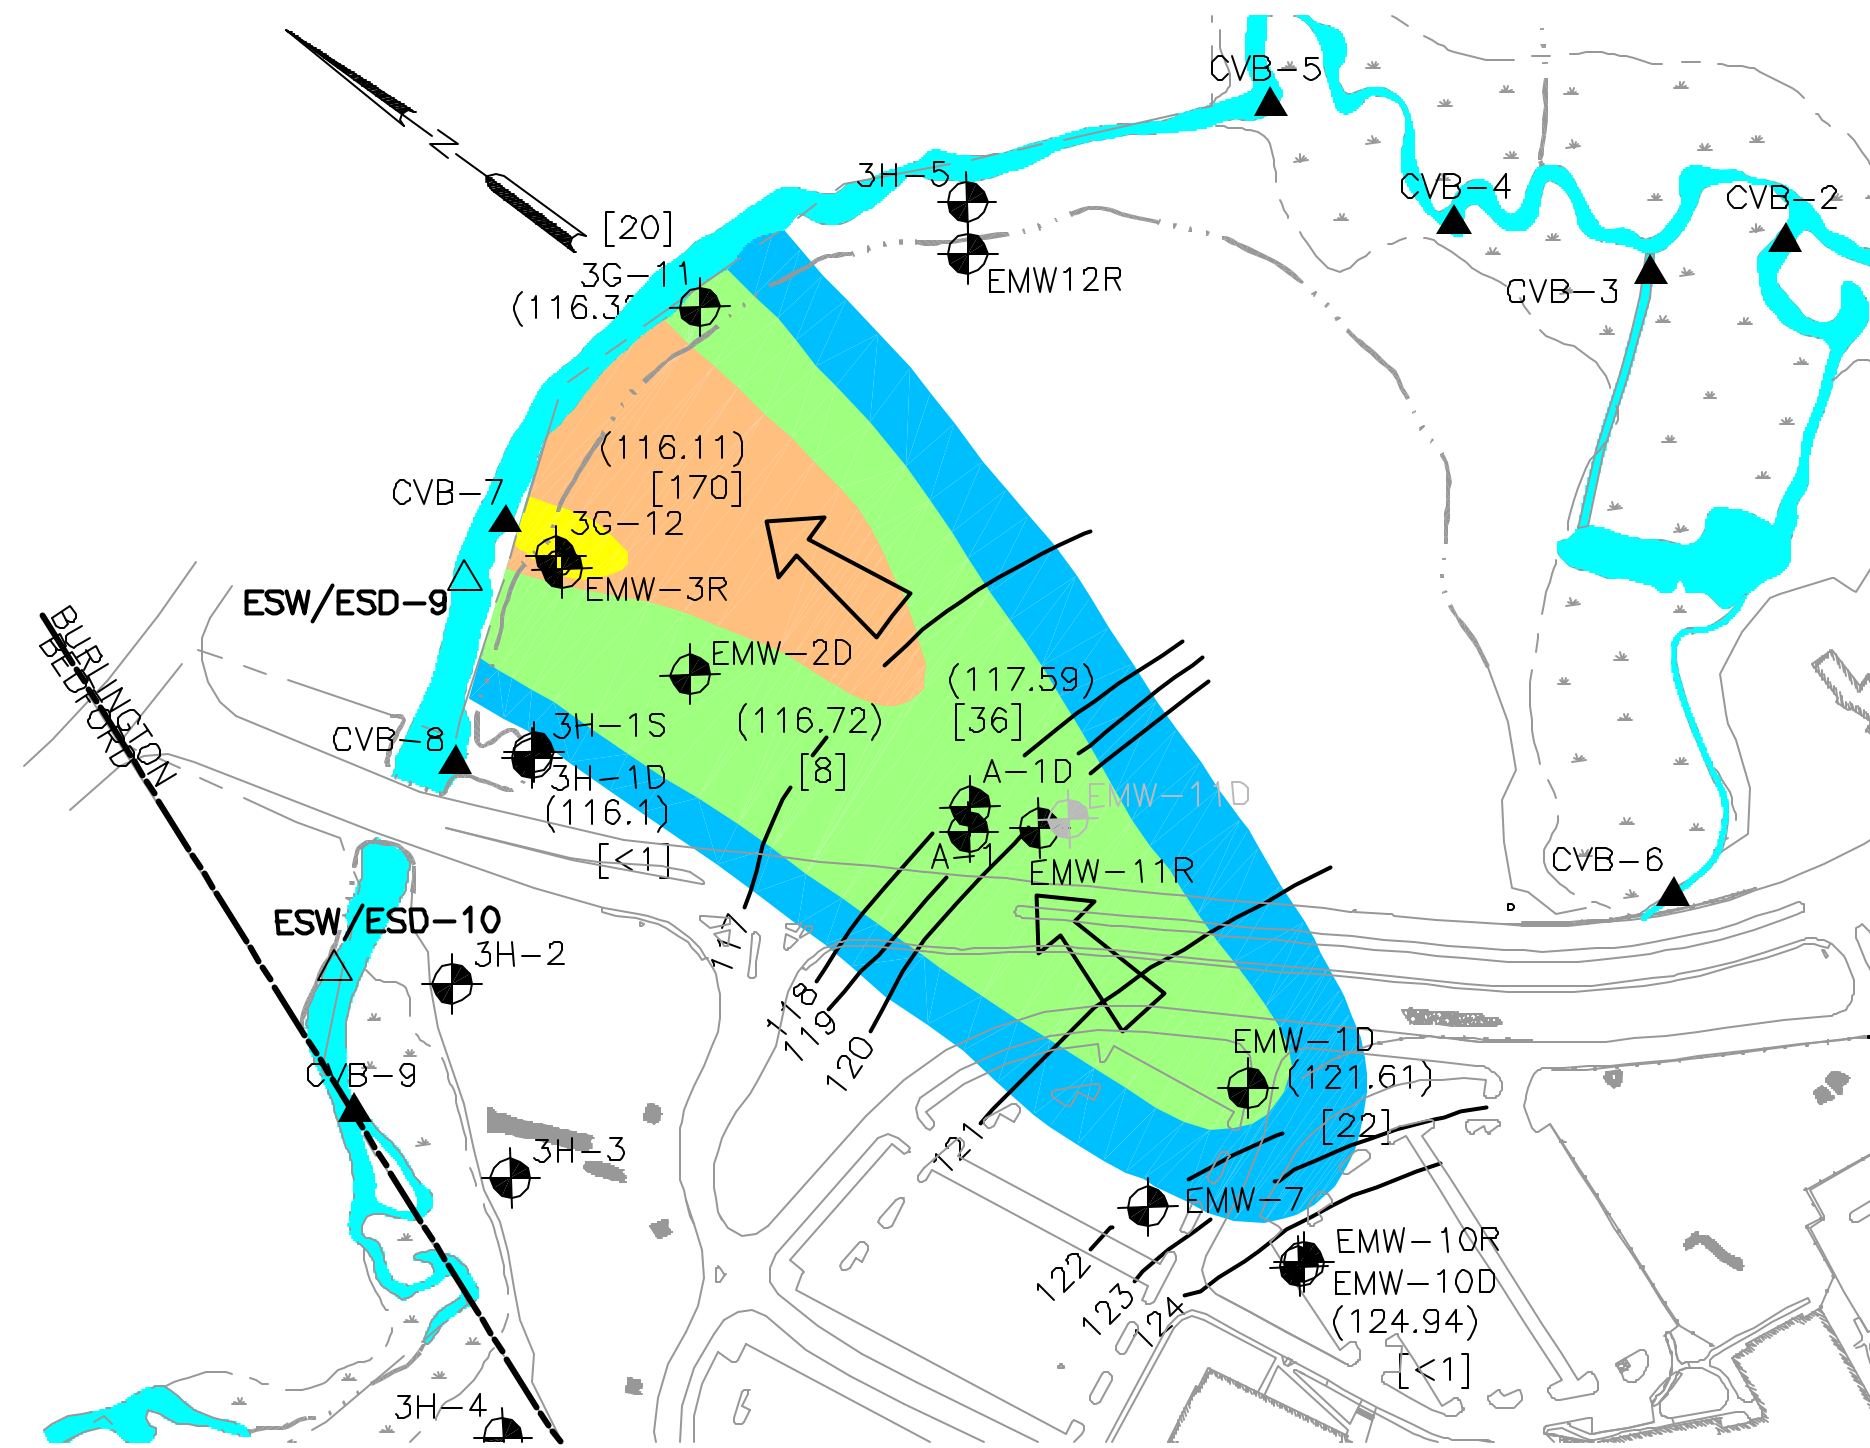 CVB-5
N
3H-5
CVB-4
CVB-2
[20]
3G-11
EMW12R
CVB-3
(116.11)
[170]
CVB-7
3G-12
EMW-3R
ESW/ESD-9
BURLINGTON
BEDFORD
EMW-2D
(117.59)
[36]
(116.72)
[8]
3H-1S
CVB-8
3H-1D
(116.1)
[<1]
A-1D
EMW-11D
A-1
EMW-11R
CVB-6
ESW/ESD-10
3H-2
117
118
119
120
EMW-1D
(121.61)
[22]
CVB-9
3H-3
121
EMW-7
EMW-10R
EMW-10D
(124.94)
[<1]
122
123
124
3H-4